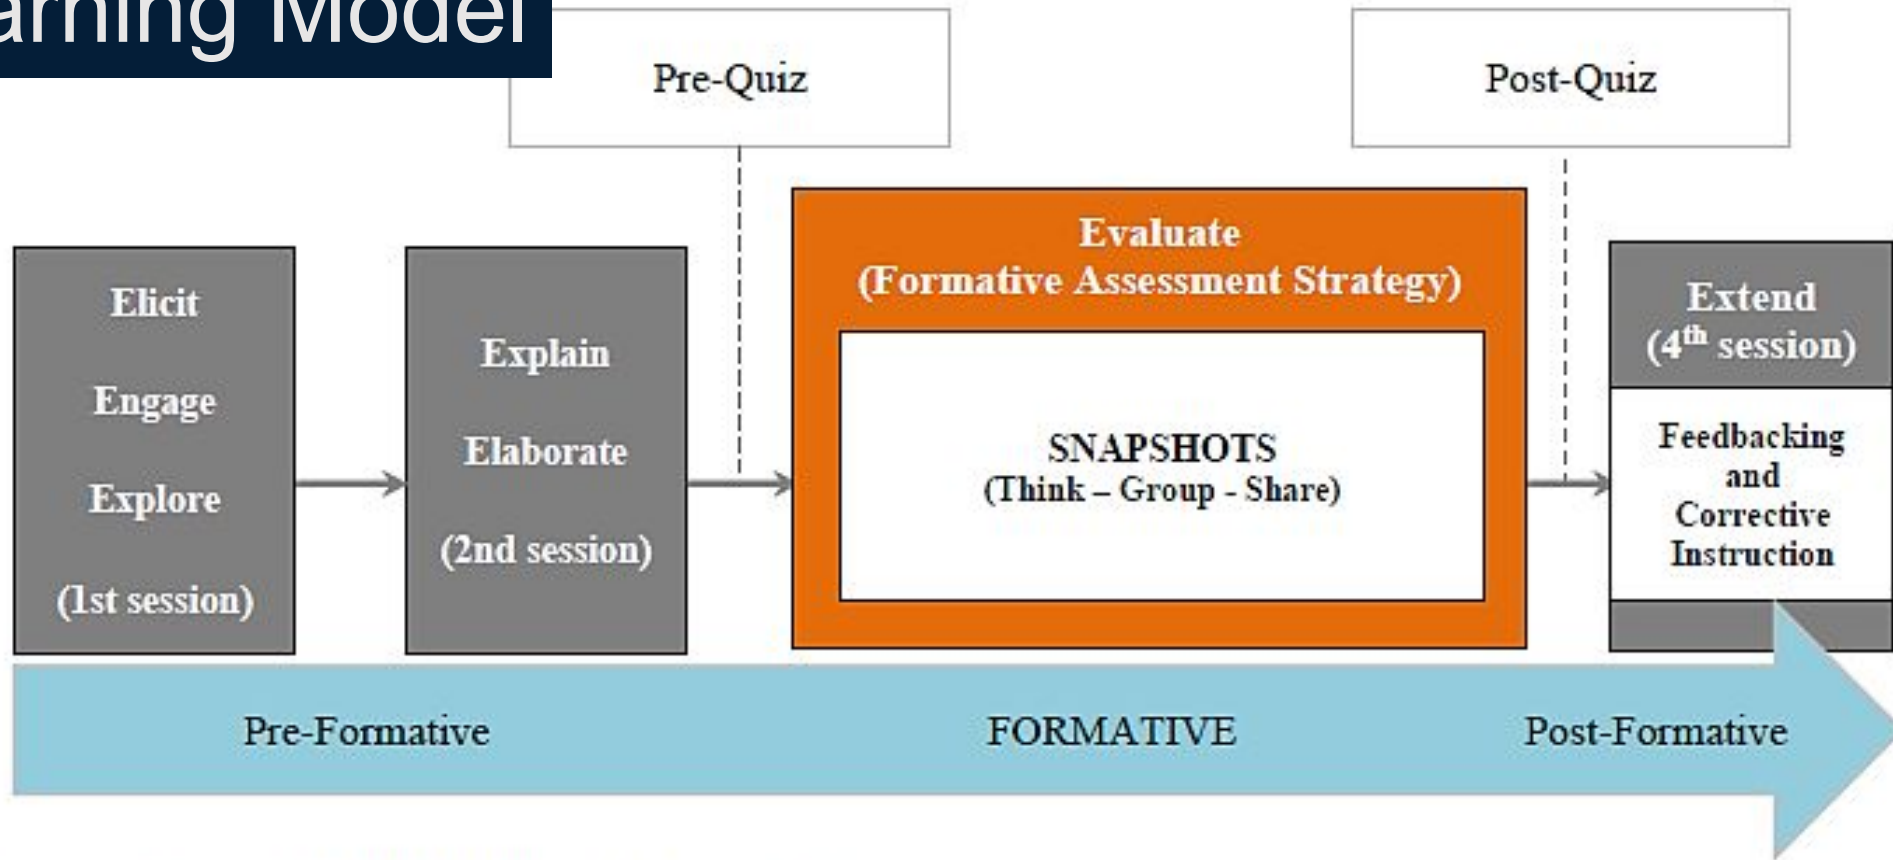 Model
Pre-Quiz
Post-Quiz
Elicit
Engage
Explore
(1st session)
Explain
Elaborate
(2nd session)
Evaluate
(Formative Assessment Strategy)
SNAPSHOTS
(Think – Group - Share)
Extend
(4th session)
Feedbacking
and
Corrective
Instruction
Pre-Formative
FORMATIVE
Post-Formative